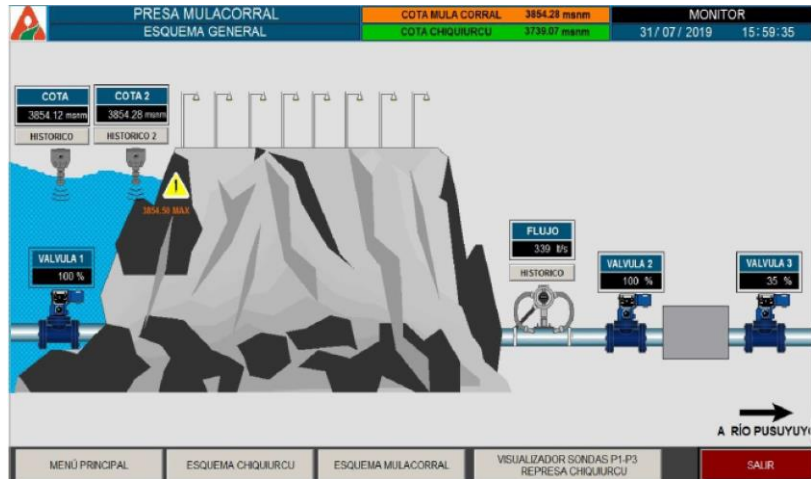 PRESA MULACORRAL
ESQUEMA GENERAL
COTA MULA CORRAL 3854.28 msnm
COTA CHIQUIURCU 3739.07 msnm
MONITOR
31/07/2019 15:59:35
COTA
3854.12 msnm
HISTORICO
COTA 2
3854.28 msnm
HISTORICO 2
3854.50 MAX
VALVULA 1
100 %
FLUJO
339 lt/s
HISTORICO
VALVULA 2
100 %
VALVULA 3
35 %
A RÍO PUSUYUY
MENÚ PRINCIPAL
ESQUEMA CHIQUIURCU
ESQUEMA MULACORRAL
VISUALIZADOR SONDAS P1-P3
REPRESA CHIQUIURCU
SALIR